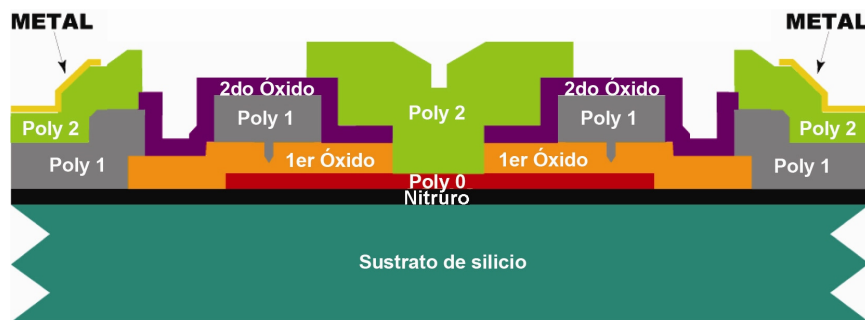 METAL
METAL
2do Óxido
2do Óxido
Poly 1
Poly 2
Poly 1
Poly 2
Poly 2
Poly 1
1er Óxido
1er Óxido
Poly 1
Poly 0
Nitruro
Sustrato de silicio